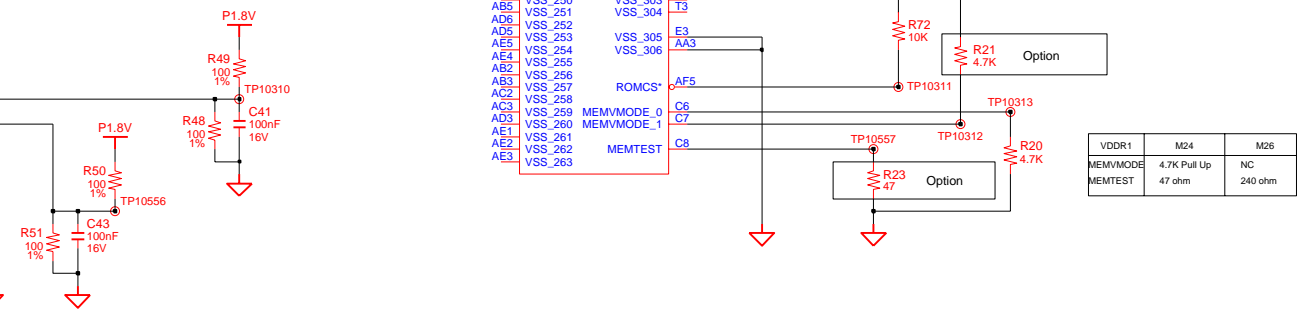 P1.8V
R49
100
1%
TP10310
R48
100
1%
C41
100nF
16V
P1.8V
R50
100
1%
TP10556
R51
100
1%
C43
100nF
16V
AB5 VSS_250 VSS_303
AD6 VSS_251 VSS_304 T3
AD5 VSS_252
AE5 VSS_253 VSS_305 E3
AE4 VSS_254 VSS_306 AA3
AB2 VSS_255
AB3 VSS_256
AC2 VSS_257 ROMCS* AF5
AC3 VSS_258
AD3 VSS_259 MEMVMODE_0 C6
AE1 VSS_260 MEMVMODE_1 C7
AE2 VSS_261
AE3 VSS_262 MEMTEST C8
VSS_263
R72
10K
R21
4.7K
Option
TP10311
TP10313
TP10312
TP10557
R20
4.7K
R23
47
Option
VDDR1 M24 M26
MEMVMODE 4.7K Pull Up NC
MEMTEST 47 ohm 240 ohm